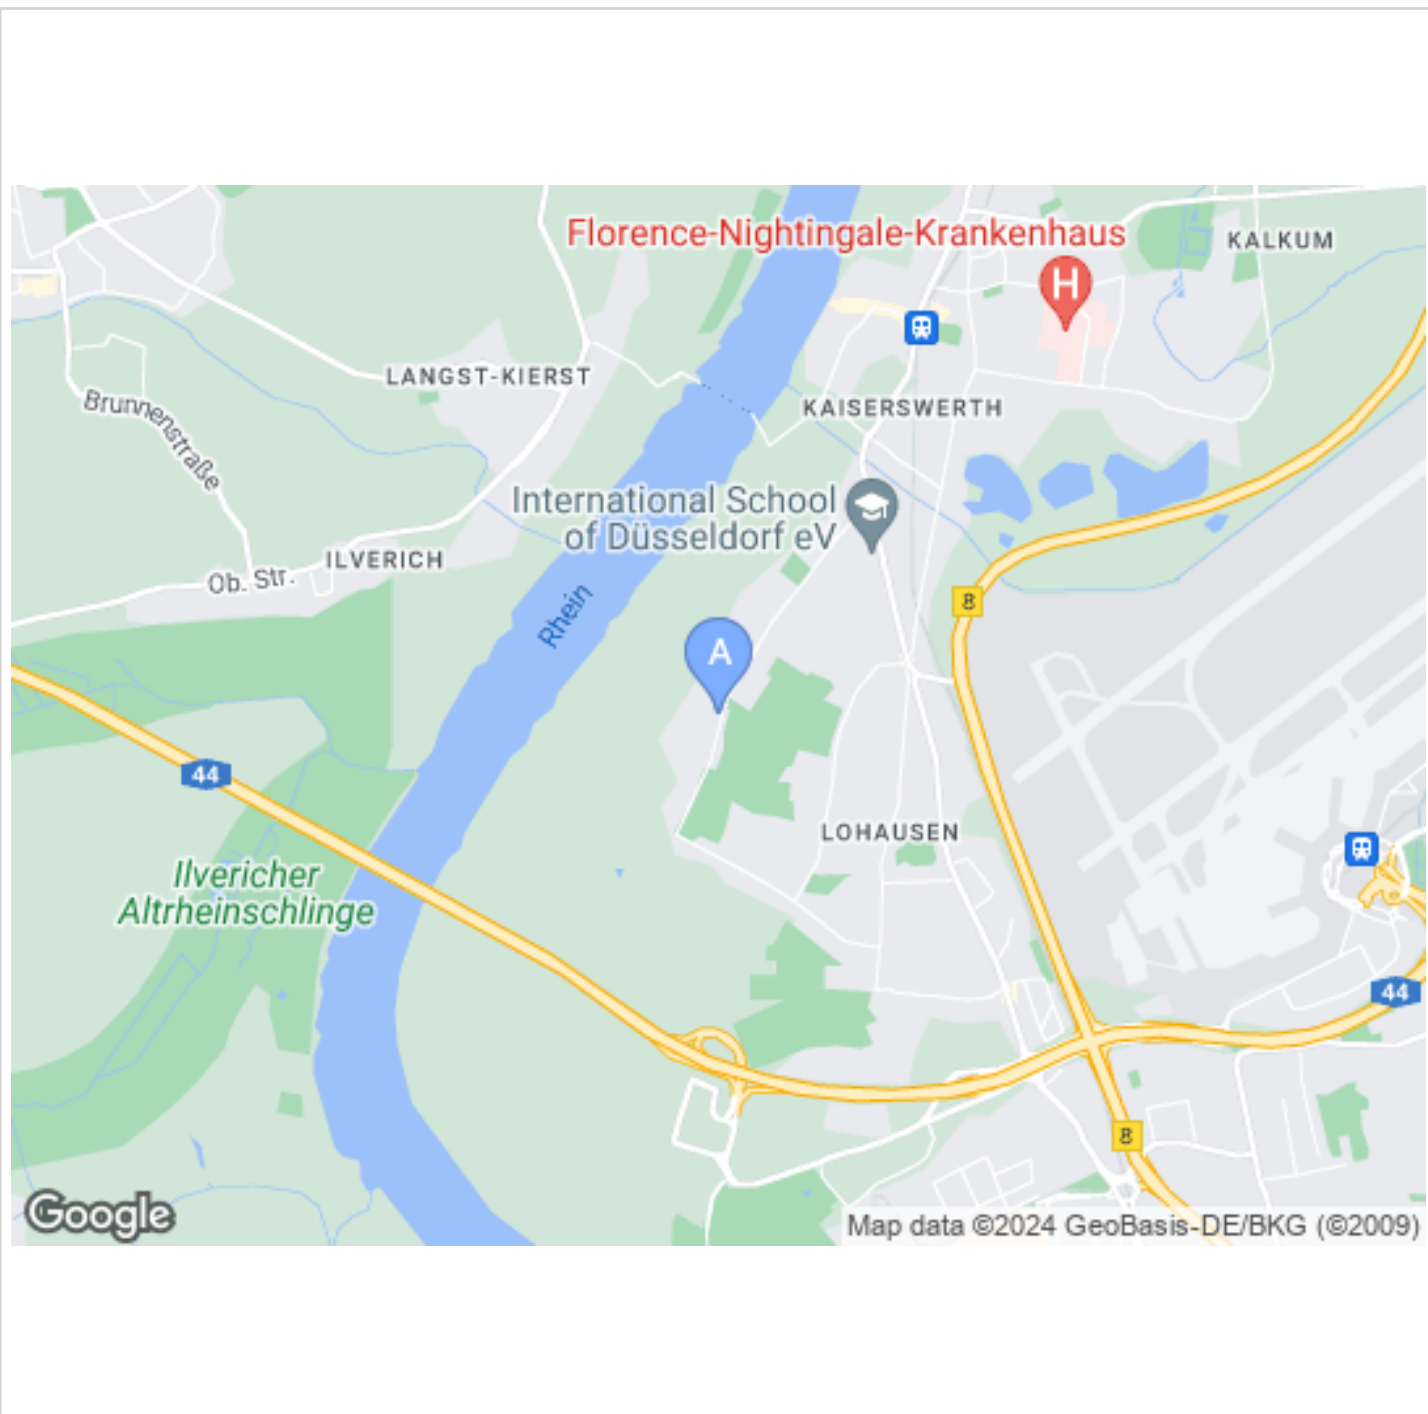 Florence-Nightingale-Krankenhaus
H
KALKUM
LANGST-KIERST
Brunnenstraße
KAISERSWERTH
International School
of Düsseldorf eV
ILVERICH
Ob. Str.
Rhein
8
A
44
LOHAUSEN
Ilvericher
Altrheinschlinge
44
8
Google
Map data ©2024 GeoBasis-DE/BKG (©2009)